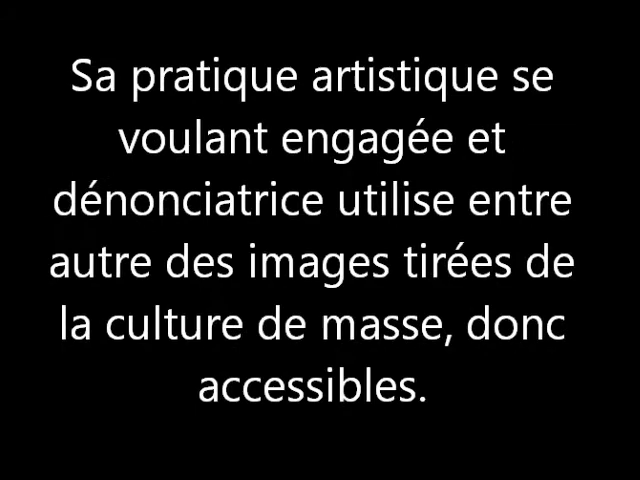 Sa pratique artistique se
voulant engagée et
dénonciatrice utilise entre
autre des images tirées de
la culture de masse, donc
accessibles.